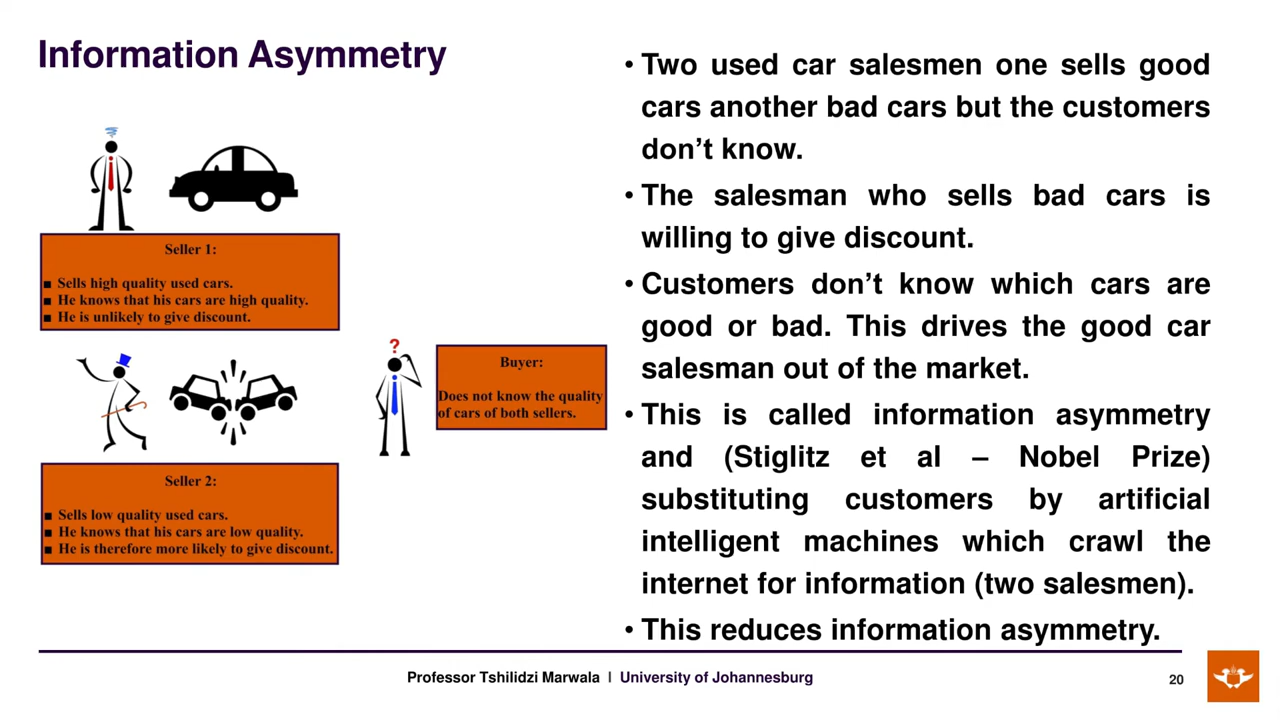 Information Asymmetry
Seller 1:
▪ Sells high quality used cars.
▪ He knows that his cars are high quality.
▪ He is unlikely to give discount.
?
Buyer:
Does not know the quality
of cars of both sellers.
Seller 2:
▪ Sells low quality used cars.
▪ He knows that his cars are low quality.
▪ He is therefore more likely to give discount.
• Two used car salesmen one sells good
cars another bad cars but the customers
don’t know.
• The salesman who sells bad cars is
willing to give discount.
• Customers don’t know which cars are
good or bad. This drives the good car
salesman out of the market.
• This is called information asymmetry
and (Stiglitz et al – Nobel Prize)
substituting customers by artificial
intelligent machines which crawl the
internet for information (two salesmen).
• This reduces information asymmetry.
Professor Tshilidzi Marwala | University of Johannesburg
20